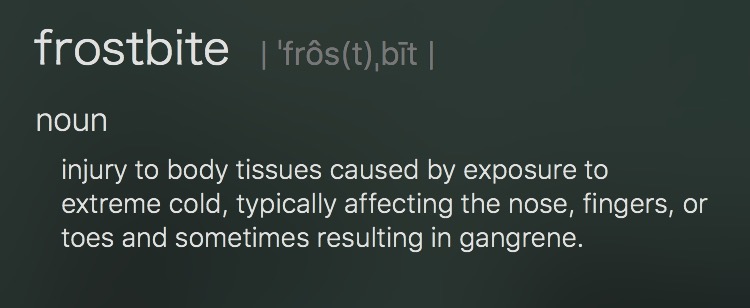 frostbite | ˈfrôs(t)ˌbīt |
noun
injury to body tissues caused by exposure to
extreme cold, typically affecting the nose, fingers, or
toes and sometimes resulting in gangrene.